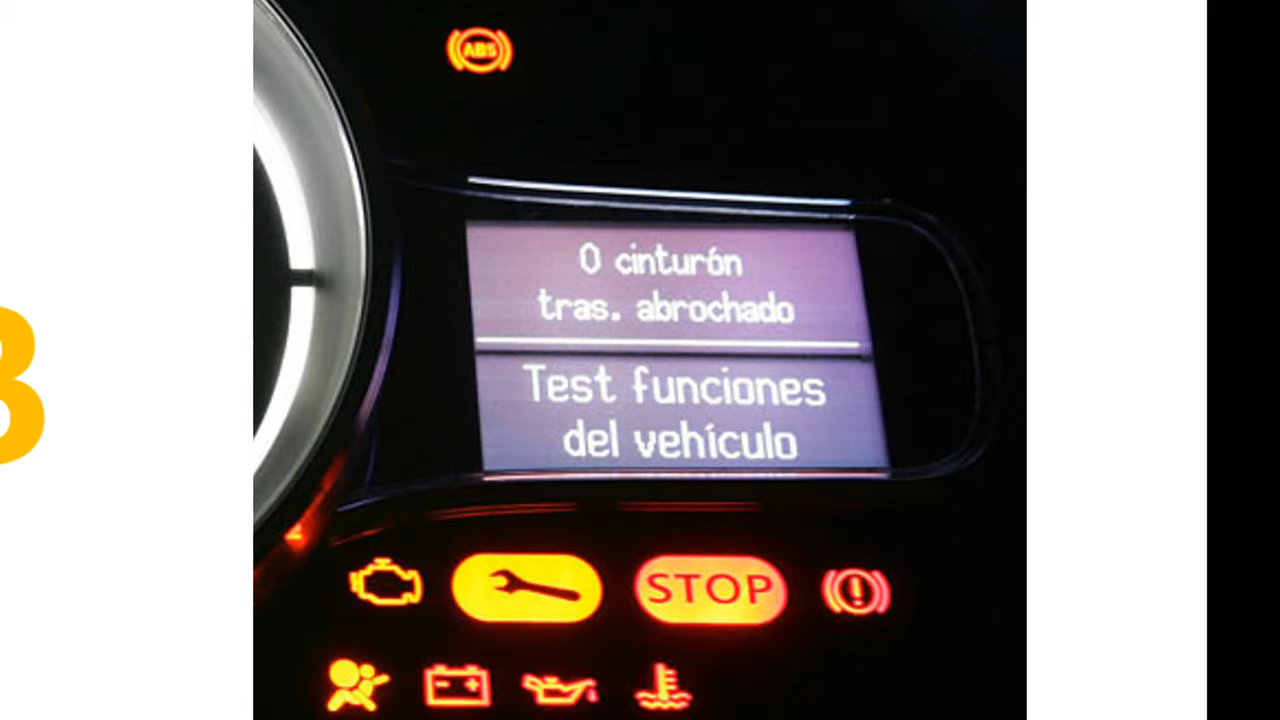 ABS
0 cinturón
tras. abrochado
Test funciones
del vehículo
STOP